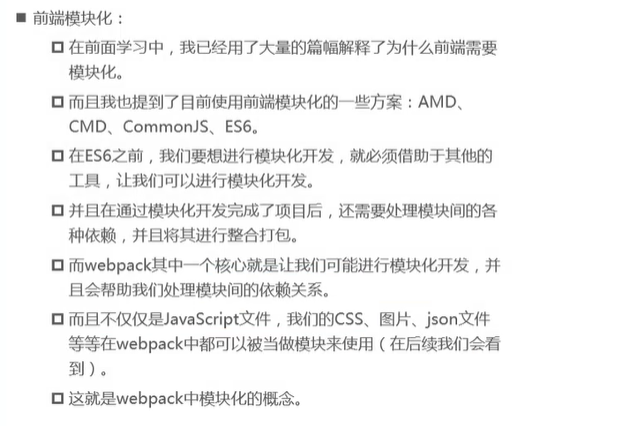 前端模块化：
在前面学习中，我已经用了大量的篇幅解释了为什么前端需要
模块化。
而且我也提到了目前使用前端模块化的一些方案：AMD、
CMD、CommonJS、ES6。
在ES6之前，我们要想进行模块化开发，就必须借助于其他的
工具，让我们可以进行模块化开发。
并且在通过模块化开发完成了项目后，还需要处理模块间的各
种依赖，并且将其进行整合打包。
而webpack其中一个核心就是让我们可能进行模块化开发，并
且会帮助我们处理模块间的依赖关系。
而且不仅仅是JavaScript文件，我们的CSS、图片、json文件
等等在webpack中都可以被当做模块来使用（在后续我们会看
到）。
这就是webpack中模块化的概念。